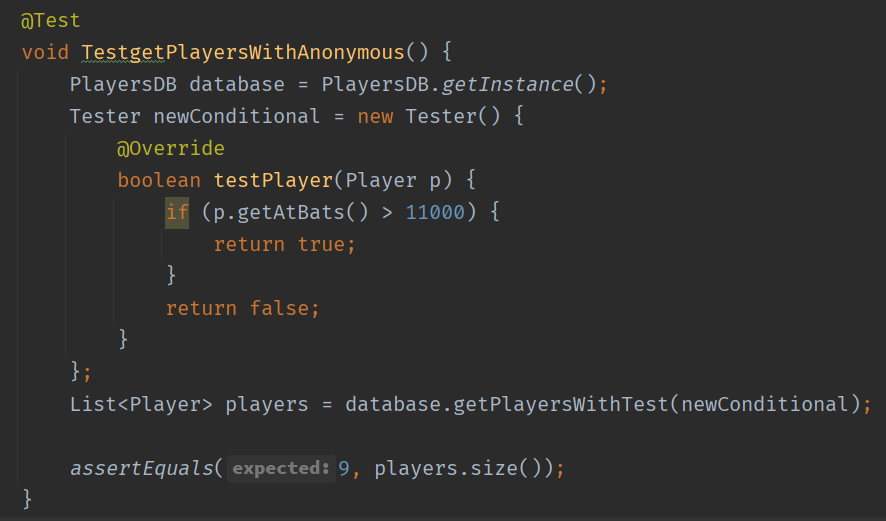 @Test
void TestgetPlayersWithAnonymous() {
PlayersDB database = PlayersDB.getInstance();
Tester newConditional = new Tester() {
@Override
boolean testPlayer(Player p) {
if (p.getAtBats() > 11000) {
return true;
}
return false;
}
};
List<Player> players = database.getPlayersWithTest(newConditional);
assertEquals( expected: 9, players.size());
}